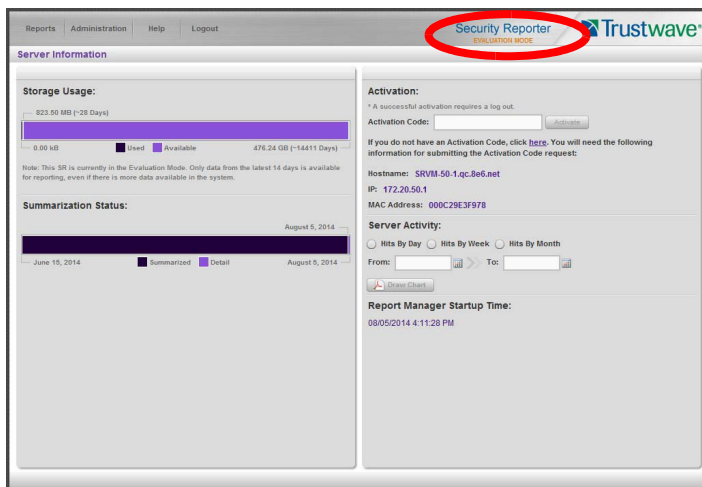 Reports Administration Help Logout
Security Reporter
EVALUATION MODE
Trustwave®
Server Information
Storage Usage:
823.50 MB (~28 Days)
0.00 kB Used Available 476.24 GB (~14411 Days)
Note: This SR is currently in the Evaluation Mode. Only data from the latest 14 days is available
for reporting, even if there is more data available in the system.
Summarization Status:
August 5, 2014
June 15, 2014 Summarized Detail August 5, 2014
Activation:
* A successful activation requires a log out.
Activation Code: Activate
If you do not have an Activation Code, click here. You will need the following
information for submitting the Activation Code request:
Hostname: SRVM-50-1.qc.8e6.net
IP: 172.20.50.1
MAC Address: 000C29E3F978
Server Activity:
Hits By Day Hits By Week Hits By Month
From: To:
Draw Chart
Report Manager Startup Time:
08/05/2014 4:11:28 PM